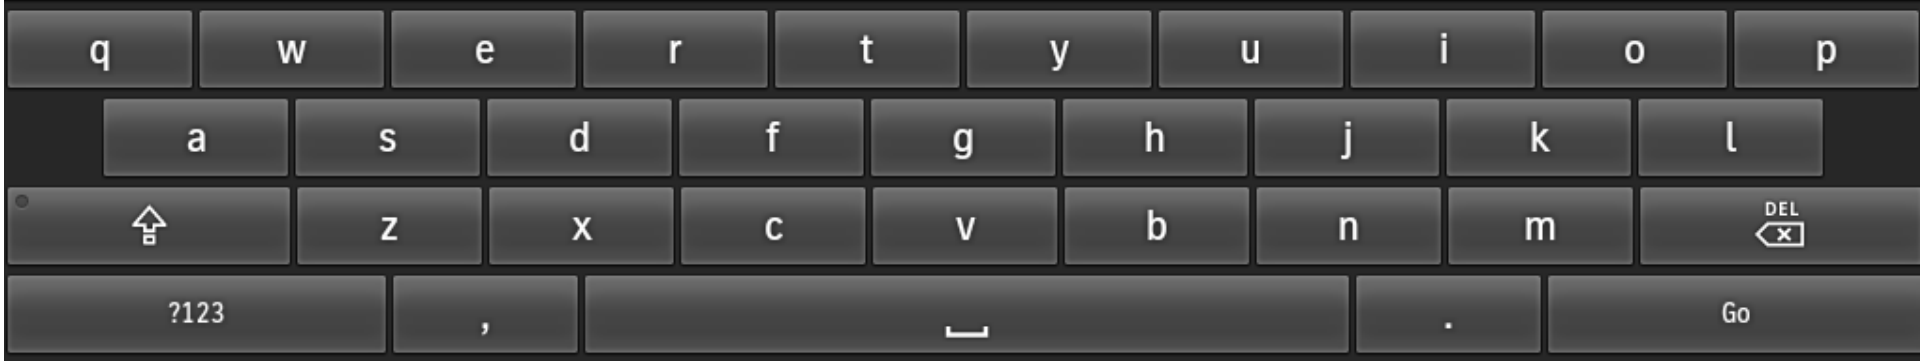 q w e r t y u i o p
a s d f g h j k l
z x c v b n m DEL
?123 , . Go